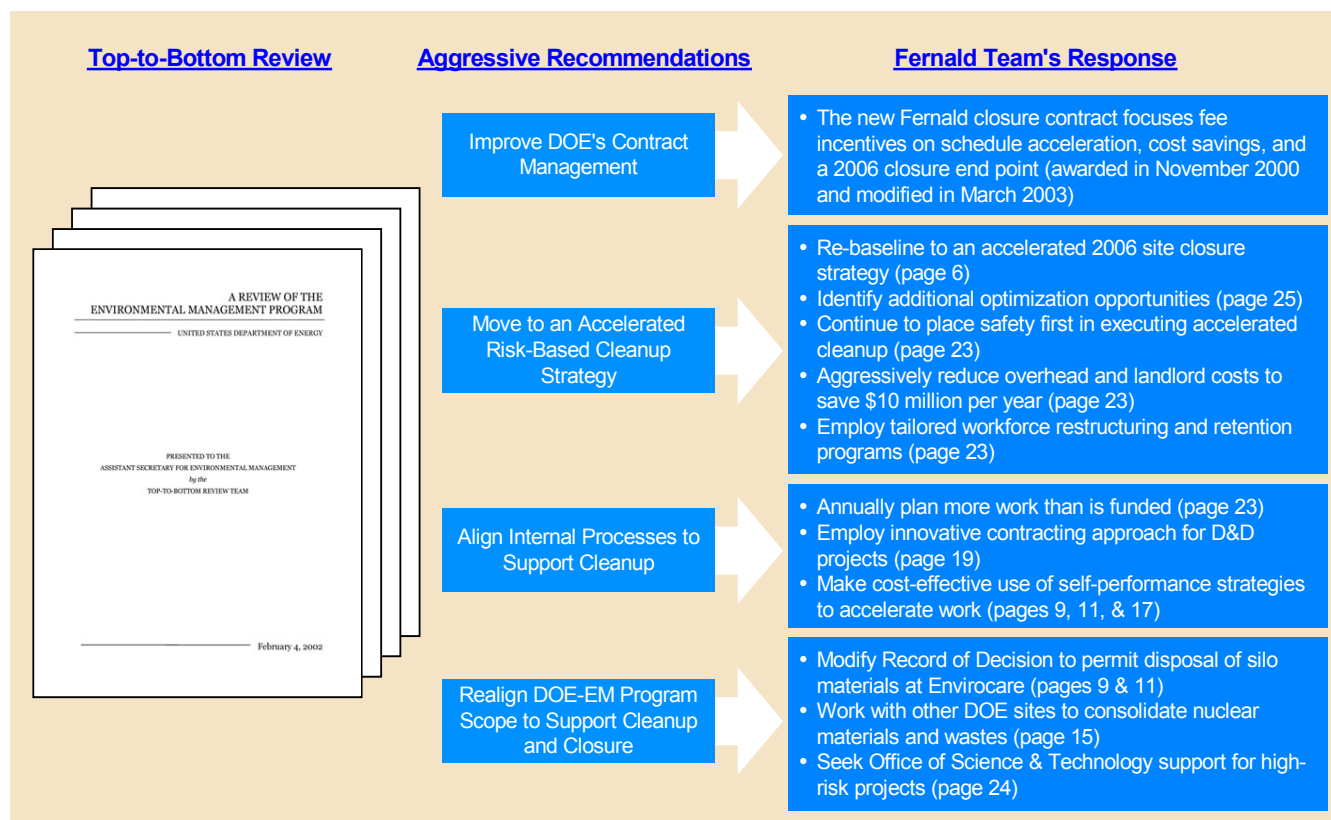 Top-to-Bottom Review
Aggressive Recommendations
Fernald Team's Response
A REVIEW OF THE
ENVIRONMENTAL MANAGEMENT PROGRAM
UNITED STATES DEPARTMENT OF ENERGY
PRESENTED TO THE
ASSISTANT SECRETARY FOR ENVIRONMENTAL MANAGEMENT
by the
TOP-TO-BOTTOM REVIEW TEAM
February 4, 2002
Improve DOE's Contract
Management
• The new Fernald closure contract focuses fee
incentives on schedule acceleration, cost savings, and
a 2006 closure end point (awarded in November 2000
and modified in March 2003)
Move to an Accelerated
Risk-Based Cleanup
Strategy
• Re-baseline to an accelerated 2006 site closure
strategy (page 6)
• Identify additional optimization opportunities (page 25)
• Continue to place safety first in executing accelerated
cleanup (page 23)
• Aggressively reduce overhead and landlord costs to
save $10 million per year (page 23)
• Employ tailored workforce restructuring and retention
programs (page 23)
Align Internal Processes to
Support Cleanup
• Annually plan more work than is funded (page 23)
• Employ innovative contracting approach for D&D
projects (page 19)
• Make cost-effective use of self-performance strategies
to accelerate work (pages 9, 11, & 17)
Realign DOE-EM Program
Scope to Support Cleanup
and Closure
• Modify Record of Decision to permit disposal of silo
materials at Envirocare (pages 9 & 11)
• Work with other DOE sites to consolidate nuclear
materials and wastes (page 15)
• Seek Office of Science & Technology support for high-
risk projects (page 24)